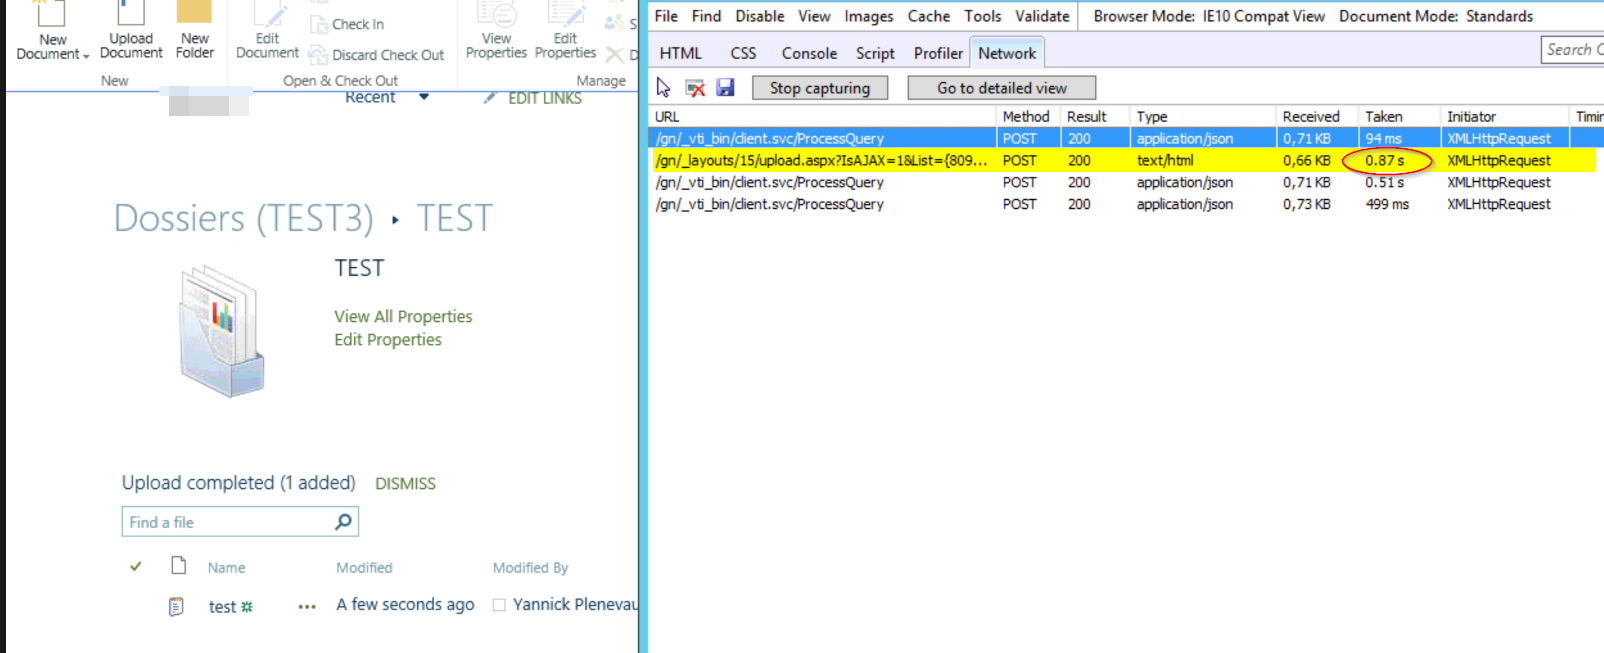 New Document
Upload Document
New Folder
New
Edit Document
Check In
Discard Check Out
Open & Check Out
View Properties
Edit Properties
Manage
Recent
EDIT LINKS
Dossiers (TEST3) ▸ TEST
TEST
View All Properties
Edit Properties
Upload completed (1 added) DISMISS
Find a file
Name Modified Modified By
test ••• A few seconds ago Yannick Plenevau
File Find Disable View Images Cache Tools Validate Browser Mode: IE10 Compat View Document Mode: Standards
HTML CSS Console Script Profiler Network Search C
Stop capturing Go to detailed view
URL Method Result Type Received Taken Initiator Timin
/gn/_vti_bin/client.svc/ProcessQuery POST 200 application/json 0,71 KB 94 ms XMLHttpRequest
/gn/_layouts/15/upload.aspx?IsAJAX=1&List={809... POST 200 text/html 0,66 KB 0.87 s XMLHttpRequest
/gn/_vti_bin/client.svc/ProcessQuery POST 200 application/json 0,71 KB 0.51 s XMLHttpRequest
/gn/_vti_bin/client.svc/ProcessQuery POST 200 application/json 0,73 KB 499 ms XMLHttpRequest